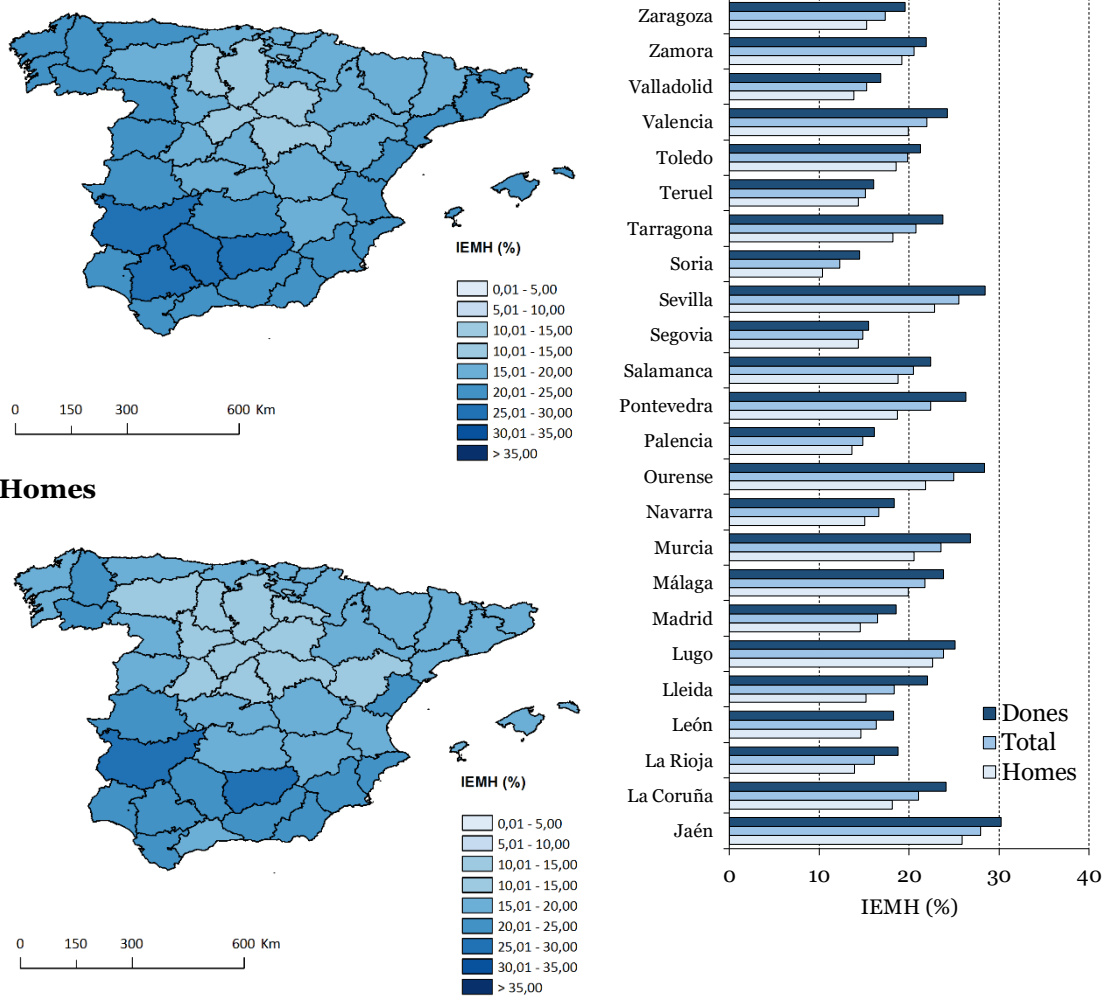 IEMH (%)
0,01 - 5,00
5,01 - 10,00
10,01 - 15,00
10,01 - 15,00
15,01 - 20,00
20,01 - 25,00
25,01 - 30,00
30,01 - 35,00
> 35,00
0 150 300 600 Km
Homes
IEMH (%)
0,01 - 5,00
5,01 - 10,00
10,01 - 15,00
10,01 - 15,00
15,01 - 20,00
20,01 - 25,00
25,01 - 30,00
30,01 - 35,00
> 35,00
0 150 300 600 Km
Zaragoza
Zamora
Valladolid
Valencia
Toledo
Teruel
Tarragona
Soria
Sevilla
Segovia
Salamanca
Pontevedra
Palencia
Ourense
Navarra
Murcia
Málaga
Madrid
Lugo
Lleida
León
La Rioja
La Coruña
Jaén
Dones
Total
Homes
0 10 20 30 40
IEMH (%)